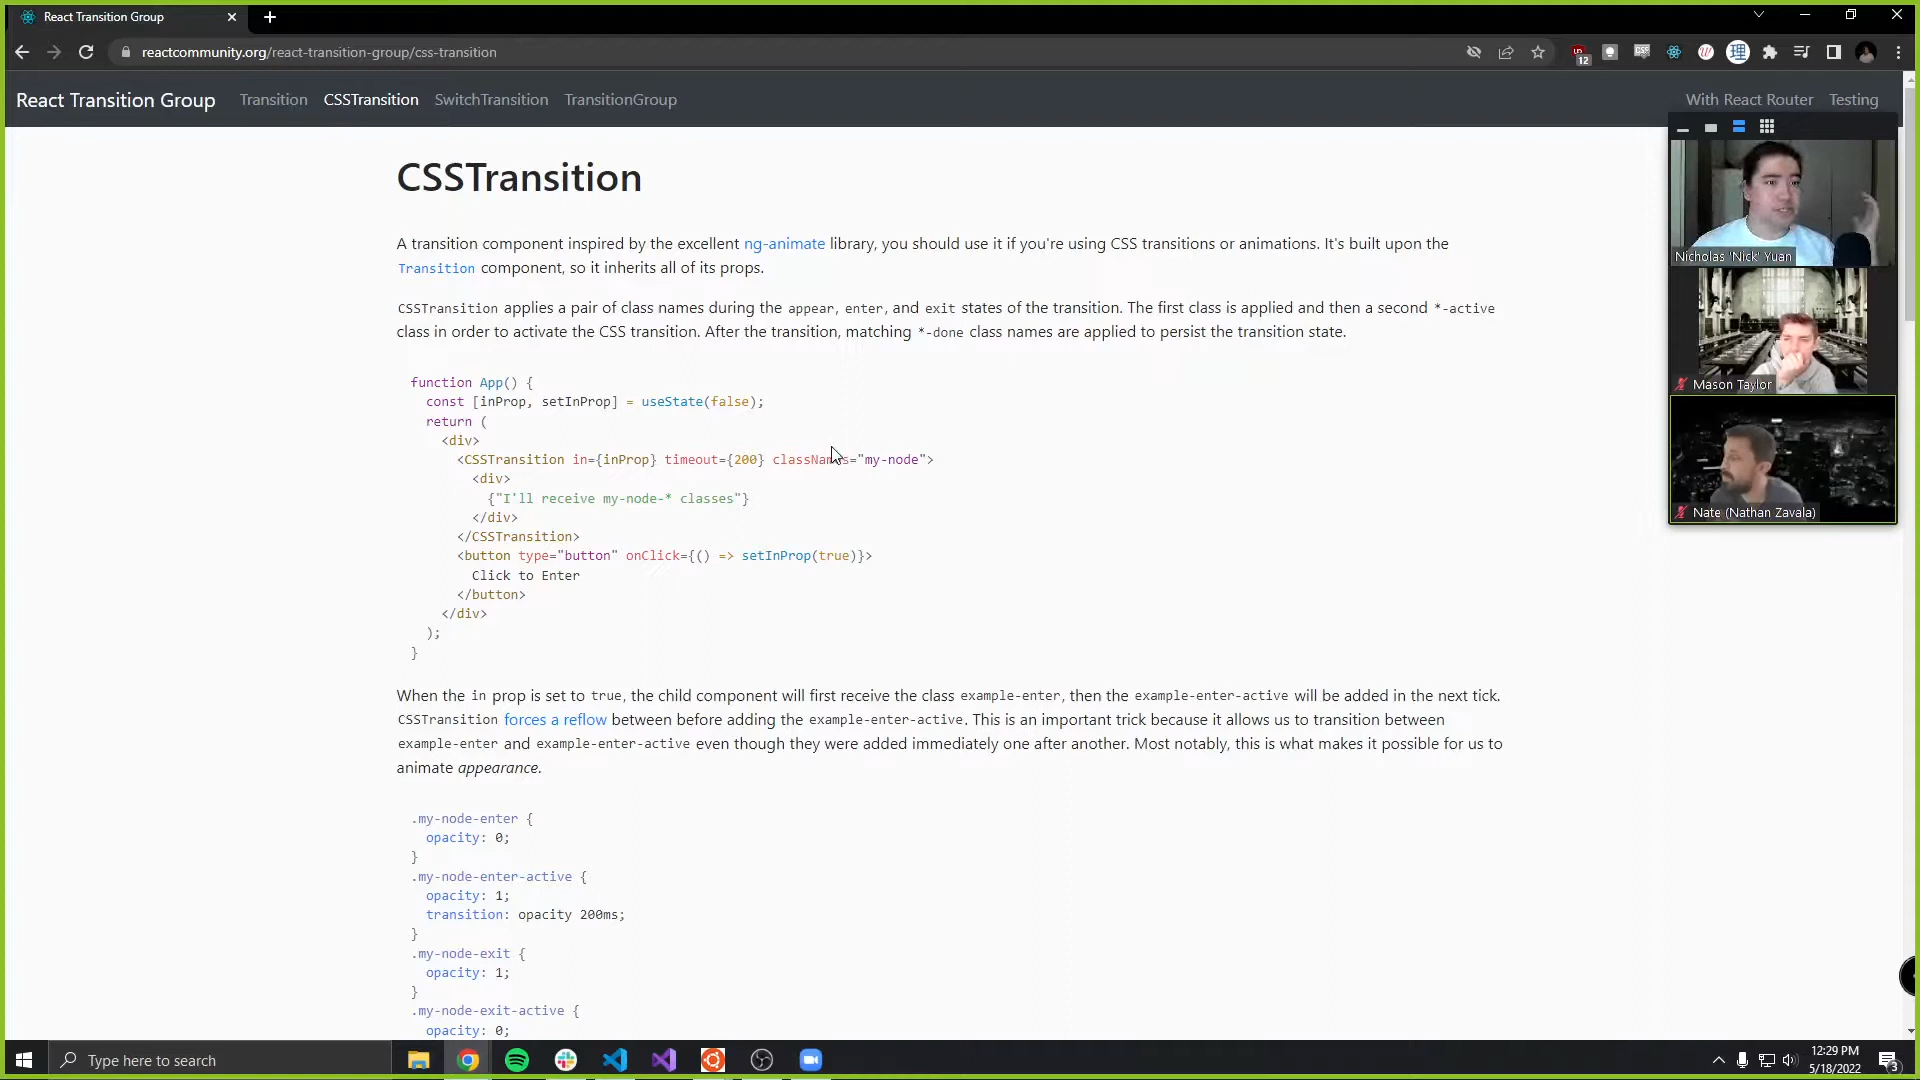 React Transition Group
reactcommunity.org/react-transition-group/css-transition
12
React Transition Group Transition CSSTransition SwitchTransition TransitionGroup With React Router Testing
CSSTransition
A transition component inspired by the excellent ng-animate library, you should use it if you're using CSS transitions or animations. It's built upon the
Transition component, so it inherits all of its props.
CSSTransition applies a pair of class names during the appear, enter, and exit states of the transition. The first class is applied and then a second *-active
class in order to activate the CSS transition. After the transition, matching *-done class names are applied to persist the transition state.
function App() {
const [inProp, setInProp] = useState(false);
return (
<div>
<CSSTransition in={inProp} timeout={200} classNames="my-node">
<div>
{"I'll receive my-node-* classes"}
</div>
</CSSTransition>
<button type="button" onClick={() => setInProp(true)}>
Click to Enter
</button>
</div>
);
}
When the in prop is set to true, the child component will first receive the class example-enter, then the example-enter-active will be added in the next tick.
CSSTransition forces a reflow between before adding the example-enter-active. This is an important trick because it allows us to transition between
example-enter and example-enter-active even though they were added immediately one after another. Most notably, this is what makes it possible for us to
animate appearance.
.my-node-enter {
opacity: 0;
}
.my-node-enter-active {
opacity: 1;
transition: opacity 200ms;
}
.my-node-exit {
opacity: 1;
}
.my-node-exit-active {
opacity: 0;
Nicholas 'Nick' Yuan
Mason Taylor
Nate (Nathan Zavala)
Type here to search
12:29 PM
5/18/2022
3